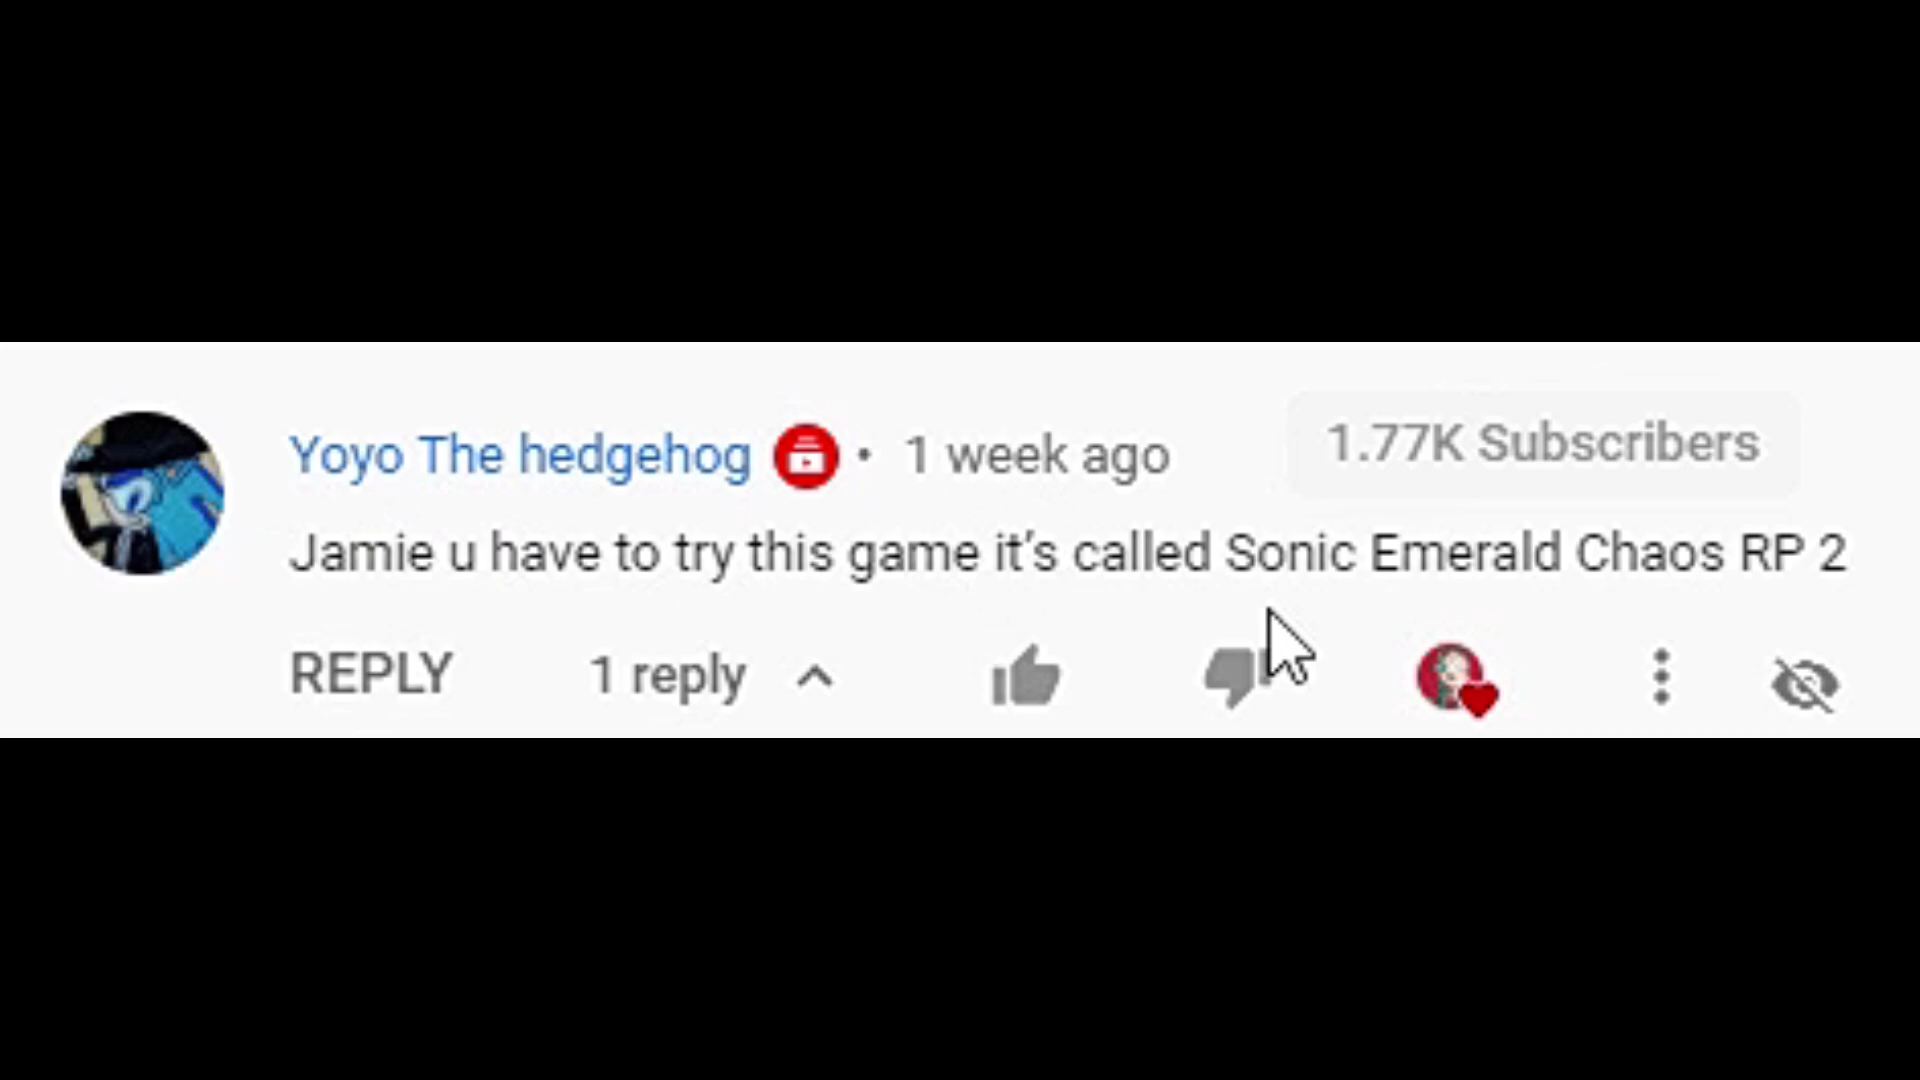 Yoyo The hedgehog • 1 week ago 1.77K Subscribers
Jamie u have to try this game it’s called Sonic Emerald Chaos RP 2
REPLY 1 reply